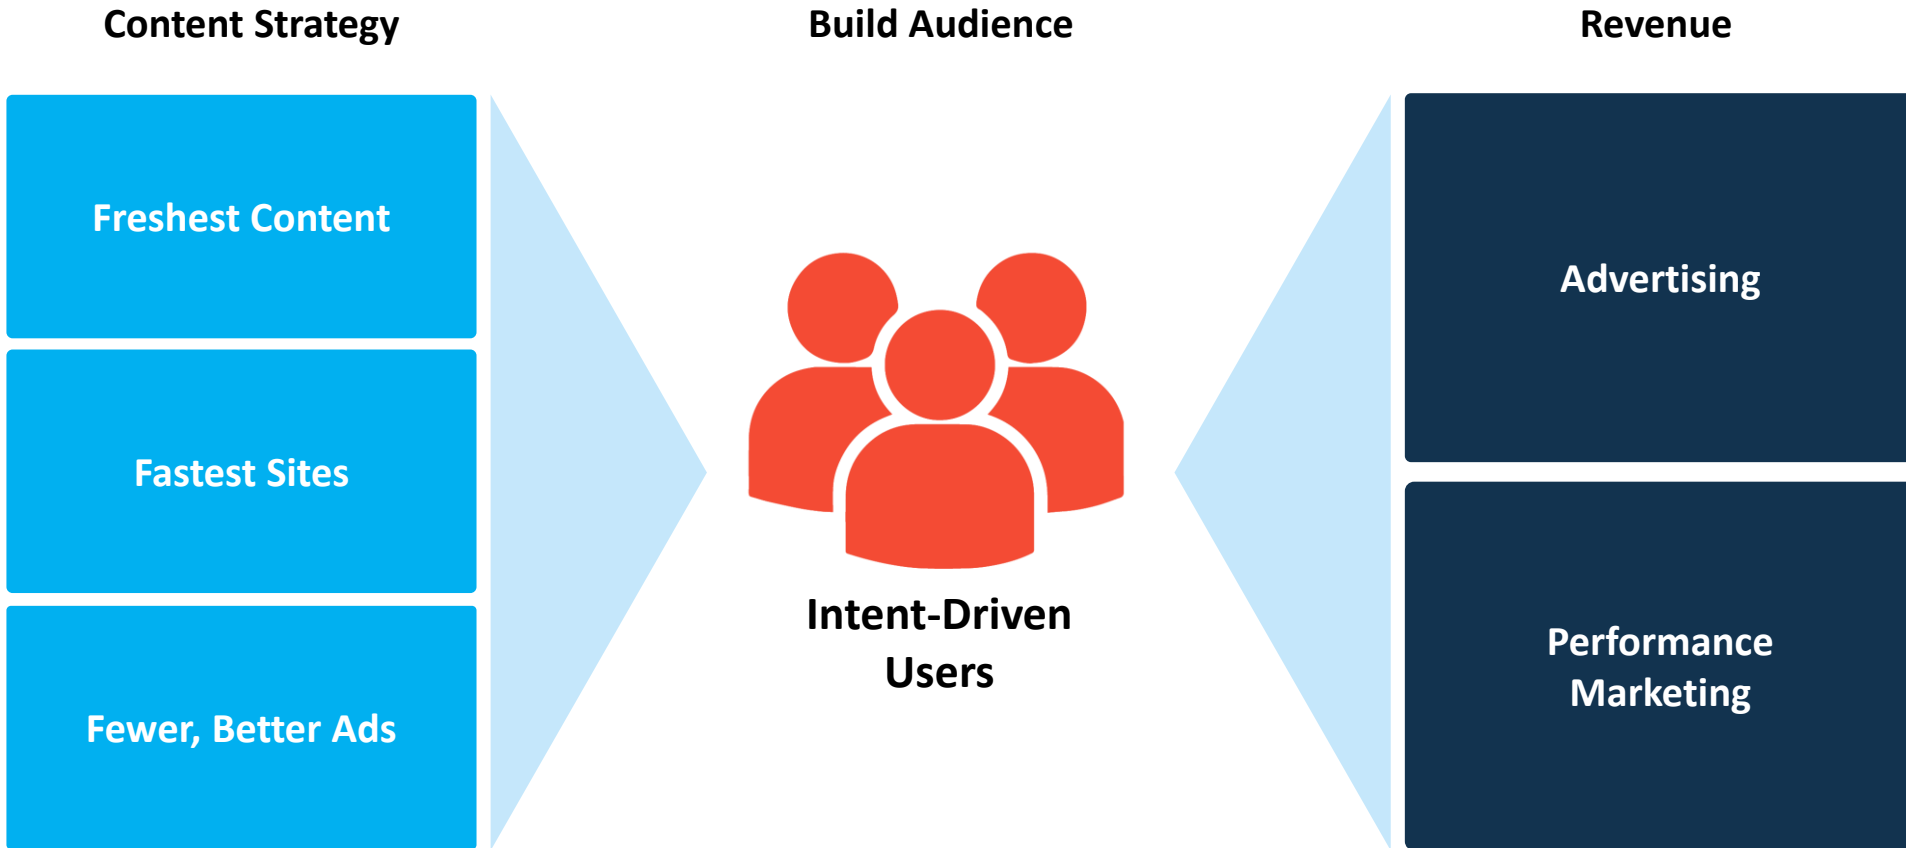 Content Strategy
Build Audience
Revenue
Freshest Content
Fastest Sites
Fewer, Better Ads
Intent-Driven
Users
Advertising
Performance
Marketing